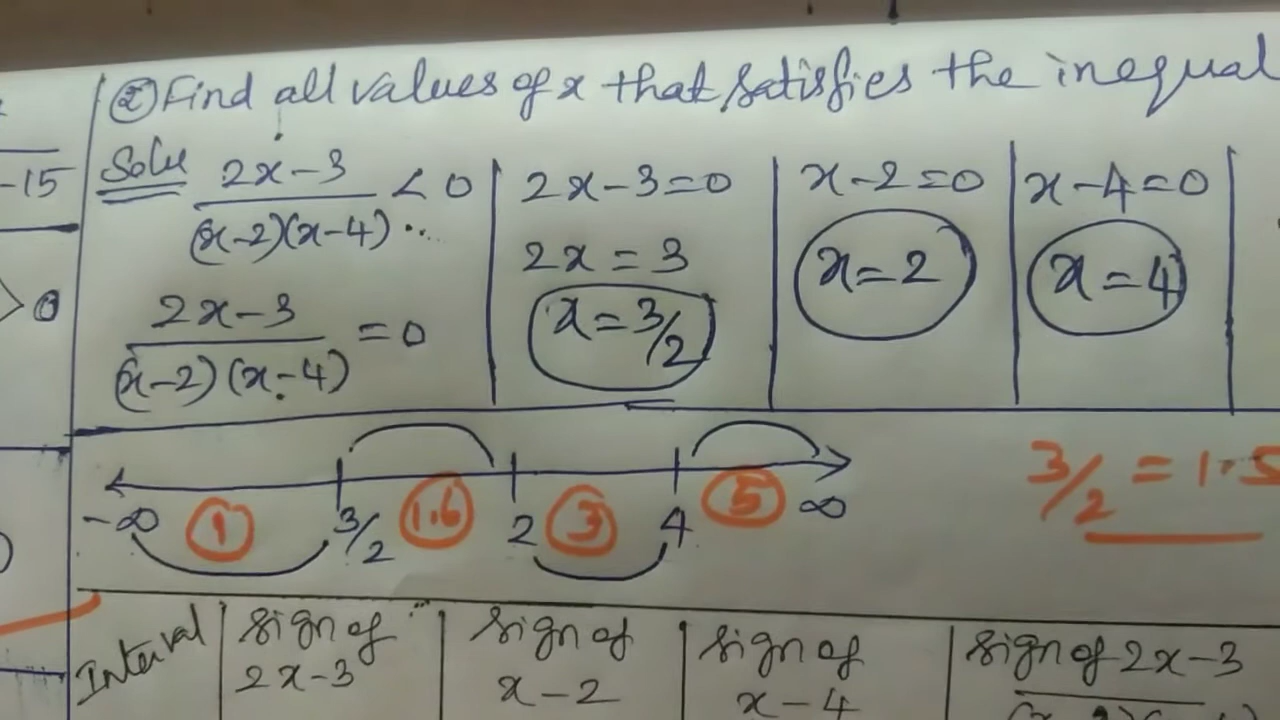 ② Find all values of x that satisfies the inequal
Solu
2x-3
(x-2)(x-4)
< 0
2x-3
(x-2)(x-4)
= 0
2x-3=0
2x = 3
x = 3/2
x-2=0
x=2
x-4=0
x=4
-15
> 0
-∞ 1 3/2 1.6 2 3 4 5 ∞
3/2 = 1.5
Interval
sign of
2x-3
sign of
x-2
sign of
x-4
sign of 2x-3